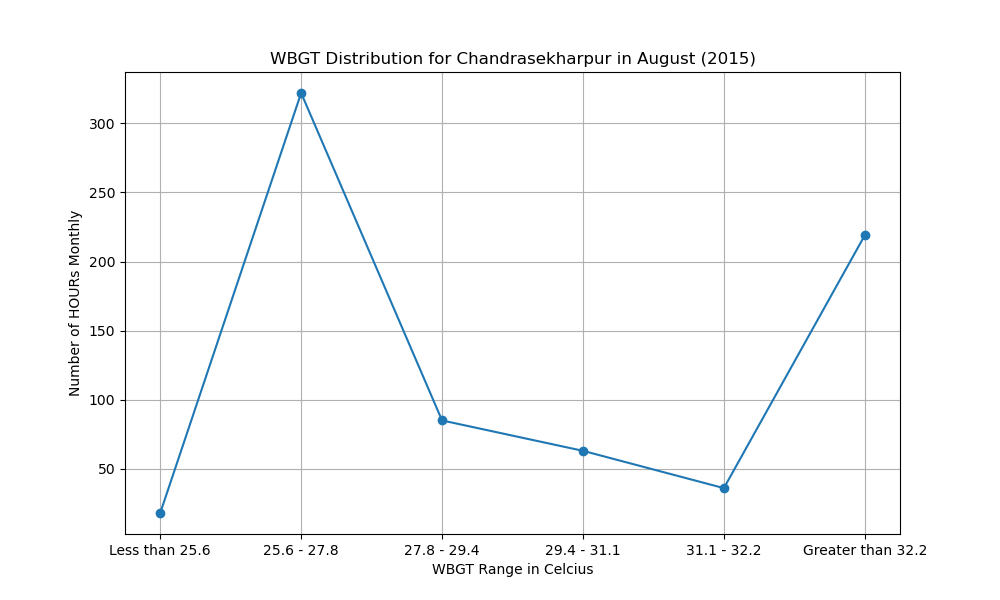 WBGT Distribution for Chandrasekharpur in August (2015)
Number of HOURs Monthly
300
250
200
150
100
50
Less than 25.6 25.6 - 27.8 27.8 - 29.4 29.4 - 31.1 31.1 - 32.2 Greater than 32.2
WBGT Range in Celcius